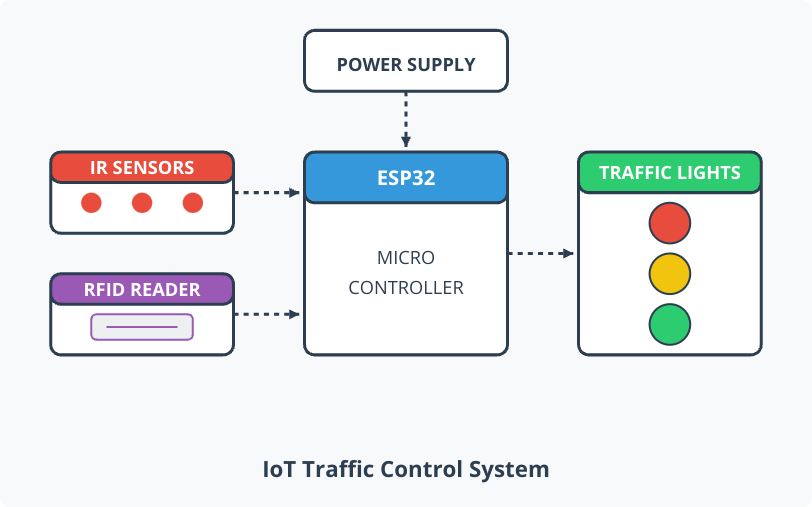 POWER SUPPLY
IR SENSORS
ESP32
TRAFFIC LIGHTS
MICRO
CONTROLLER
RFID READER
IoT Traffic Control System